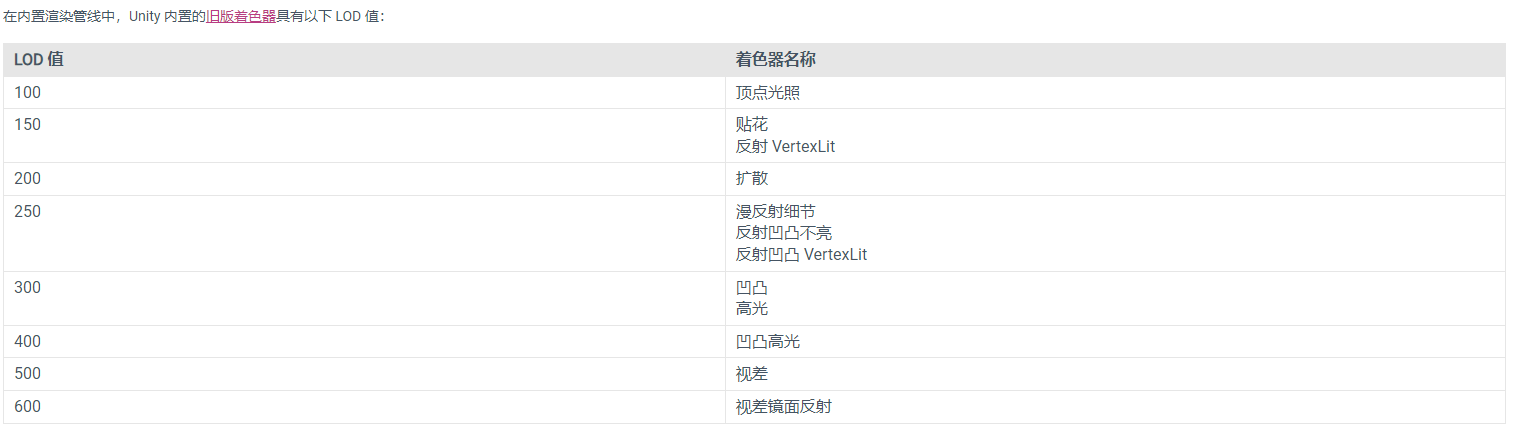 在内置渲染管线中，Unity 内置的旧版着色器具有以下 LOD 值：
LOD 值 着色器名称
100 顶点光照
150 贴花
反射 VertexLit
200 扩散
250 漫反射细节
反射凹凸不亮
反射凹凸 VertexLit
300 凹凸
高光
400 凹凸高光
500 视差
600 视差镜面反射